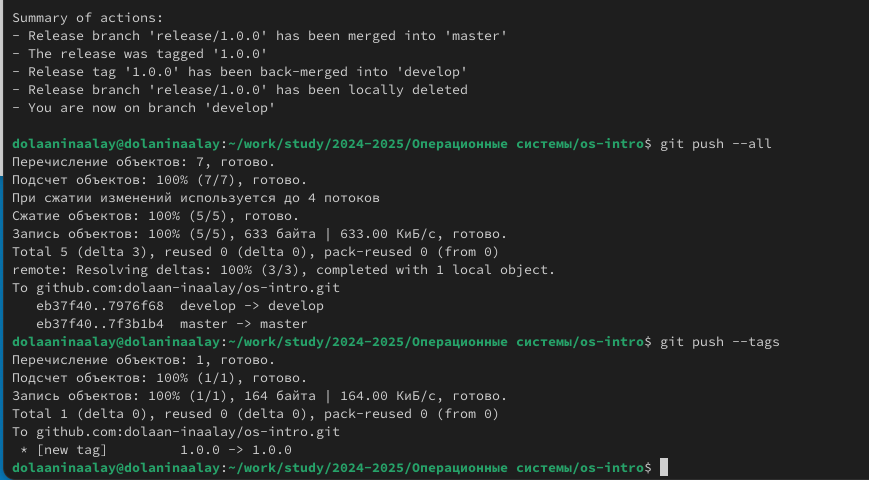 Summary of actions:
- Release branch 'release/1.0.0' has been merged into 'master'
- The release was tagged '1.0.0'
- Release tag '1.0.0' has been back-merged into 'develop'
- Release branch 'release/1.0.0' has been locally deleted
- You are now on branch 'develop'
dolaaninaalay@dolaninaalay:~/work/study/2024-2025/Операционные системы/os-intro$ git push --all
Перечисление объектов: 7, готово.
Подсчет объектов: 100% (7/7), готово.
При сжатии изменений используется до 4 потоков
Сжатие объектов: 100% (5/5), готово.
Запись объектов: 100% (5/5), 633 байта | 633.00 КиБ/с, готово.
Total 5 (delta 3), reused 0 (delta 0), pack-reused 0 (from 0)
remote: Resolving deltas: 100% (3/3), completed with 1 local object.
To github.com:dolaan-inaalay/os-intro.git
   eb37f40..7976f68  develop -> develop
   eb37f40..7f3b1b4  master -> master
dolaaninaalay@dolaninaalay:~/work/study/2024-2025/Операционные системы/os-intro$ git push --tags
Перечисление объектов: 1, готово.
Подсчет объектов: 100% (1/1), готово.
Запись объектов: 100% (1/1), 164 байта | 164.00 КиБ/с, готово.
Total 1 (delta 0), reused 0 (delta 0), pack-reused 0 (from 0)
To github.com:dolaan-inaalay/os-intro.git
 * [new tag]         1.0.0 -> 1.0.0
dolaaninaalay@dolaninaalay:~/work/study/2024-2025/Операционные системы/os-intro$